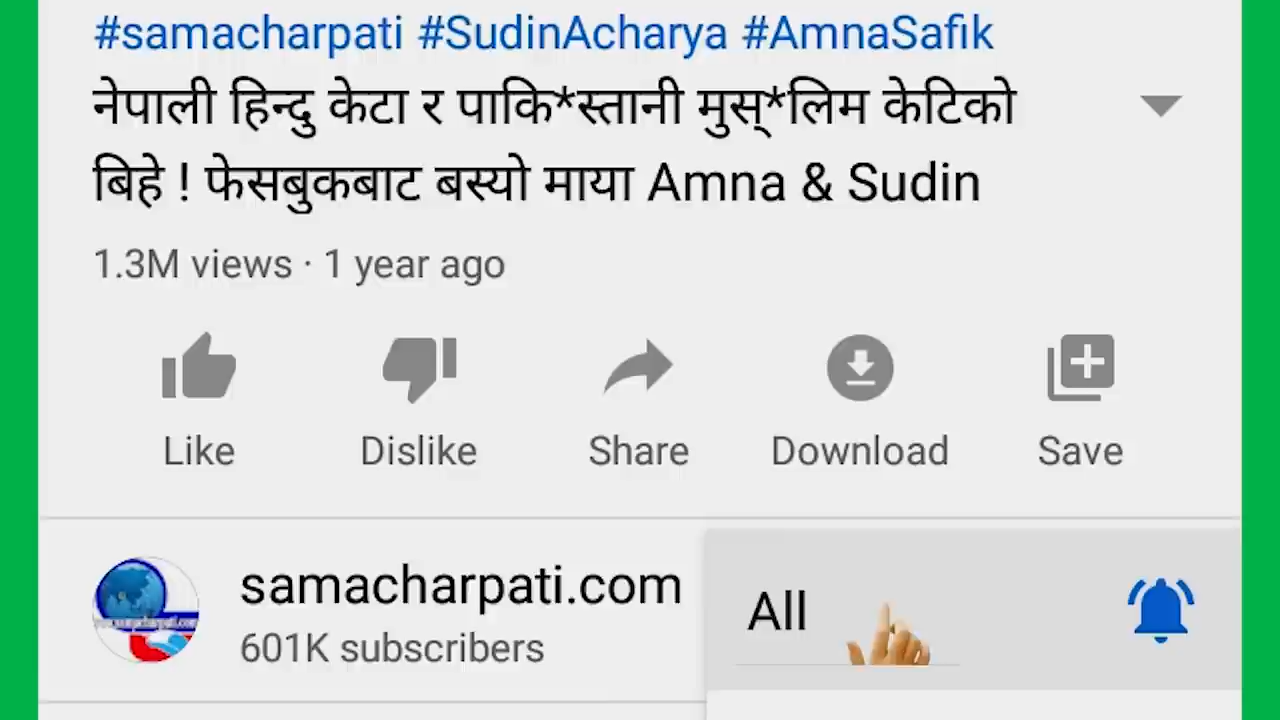 #samacharpati #SudinAcharya #AmnaSafik
नेपाली हिन्दु केटा र पाकि*स्तानी मुस्*लिम केटिको
बिहे ! फेसबुकबाट बस्यो माया Amna & Sudin
1.3M views · 1 year ago
Like Dislike Share Download Save
samacharpati.com
601K subscribers
All